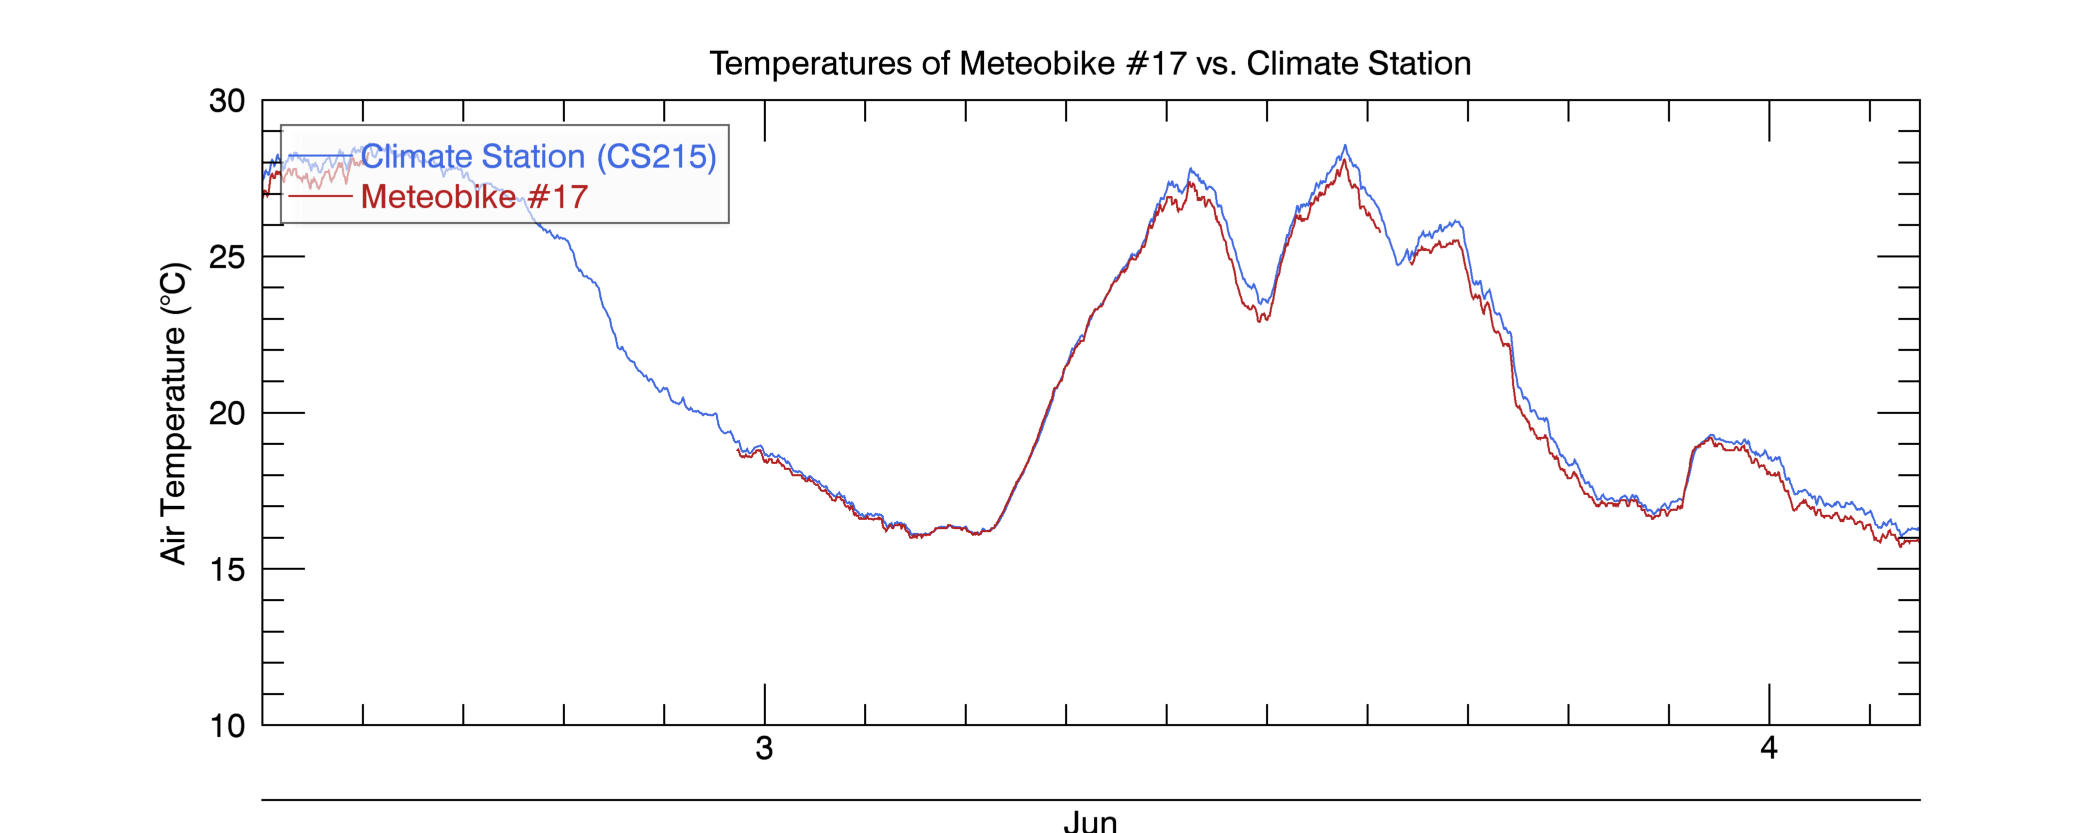 Temperatures of Meteobike #17 vs. Climate Station
30
Climate Station (CS215)
Meteobike #17
25
20
15
10
Air Temperature (°C)
3
4
Jun